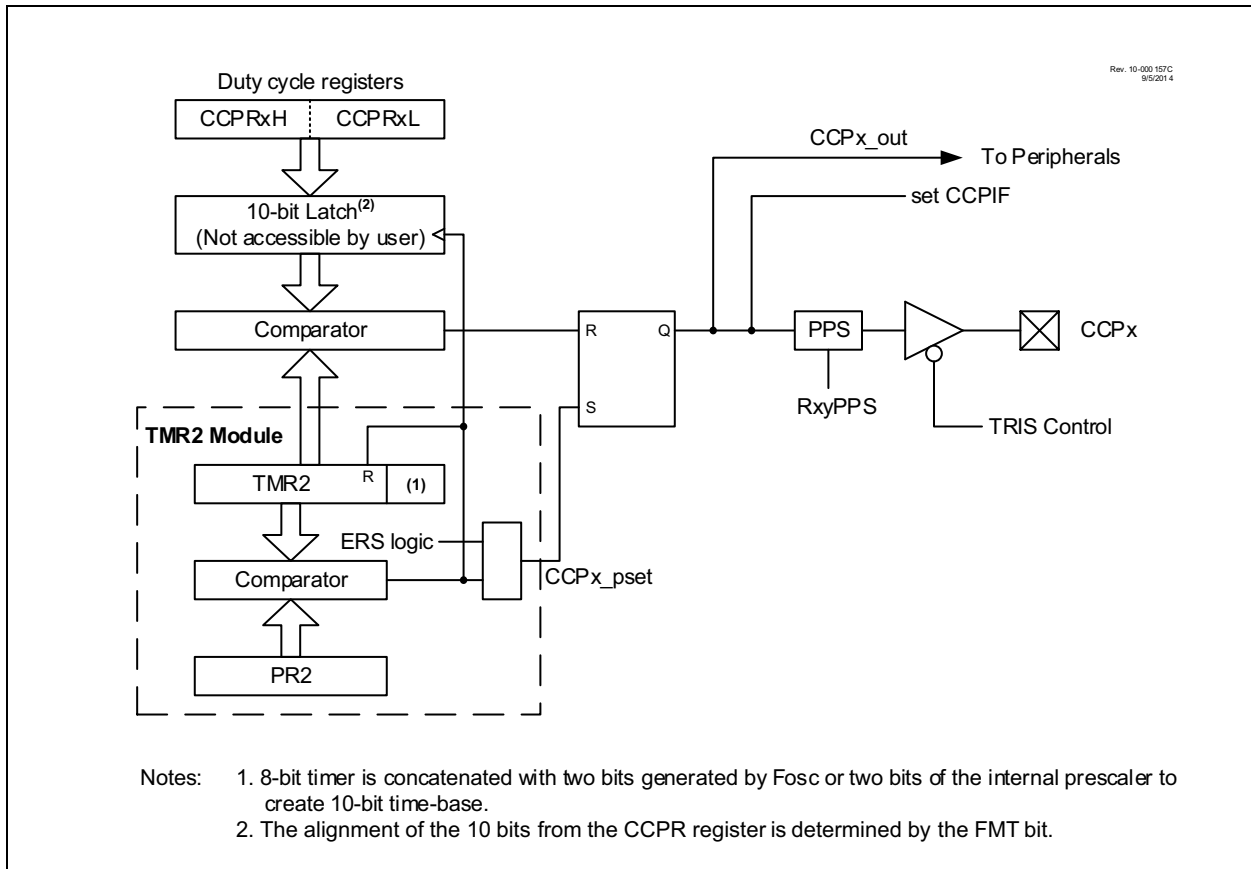 Rev. 10-000 157C
9/5/201 4
Duty cycle registers
CCPRxH CCPRxL
CCPx_out
To Peripherals
set CCPIF
10-bit Latch(2)
(Not accessible by user)
Comparator
R Q
PPS
CCPx
RxyPPS
S
TRIS Control
TMR2 Module
R
TMR2 (1)
ERS logic
Comparator
CCPx_pset
PR2
Notes: 1. 8-bit timer is concatenated with two bits generated by Fosc or two bits of the internal prescaler to
create 10-bit time-base.
2. The alignment of the 10 bits from the CCPR register is determined by the FMT bit.